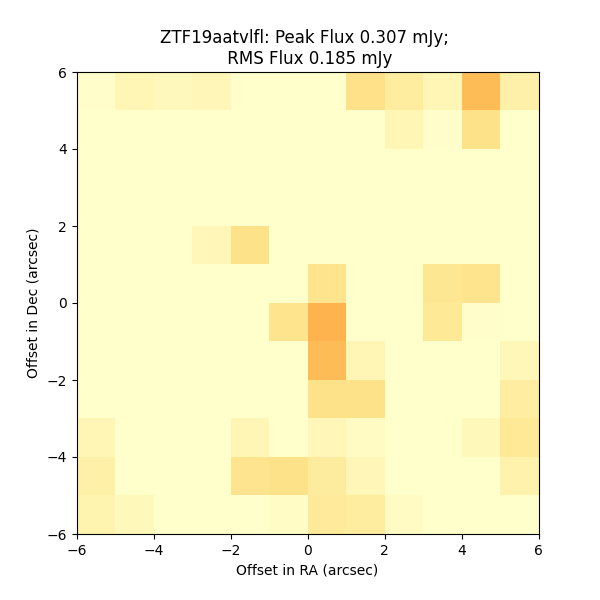 ZTF19aatvlfl: Peak Flux 0.307 mJy;
RMS Flux 0.185 mJy
6
4
2
0
−2
−4
−6
Offset in Dec (arcsec)
−6 −4 −2 0 2 4 6
Offset in RA (arcsec)